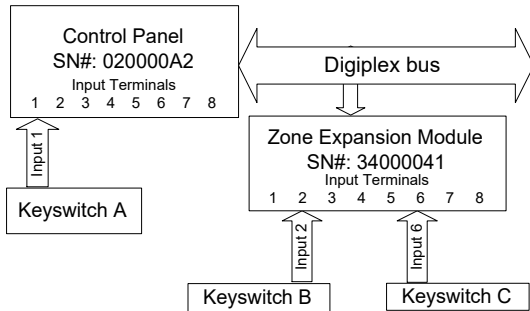 Control Panel
SN#: 020000A2
Input Terminals
1 2 3 4 5 6 7 8
Digiplex bus
Input 1
Keyswitch A
Zone Expansion Module
SN#: 34000041
Input Terminals
1 2 3 4 5 6 7 8
Input 2
Input 6
Keyswitch B
Keyswitch C